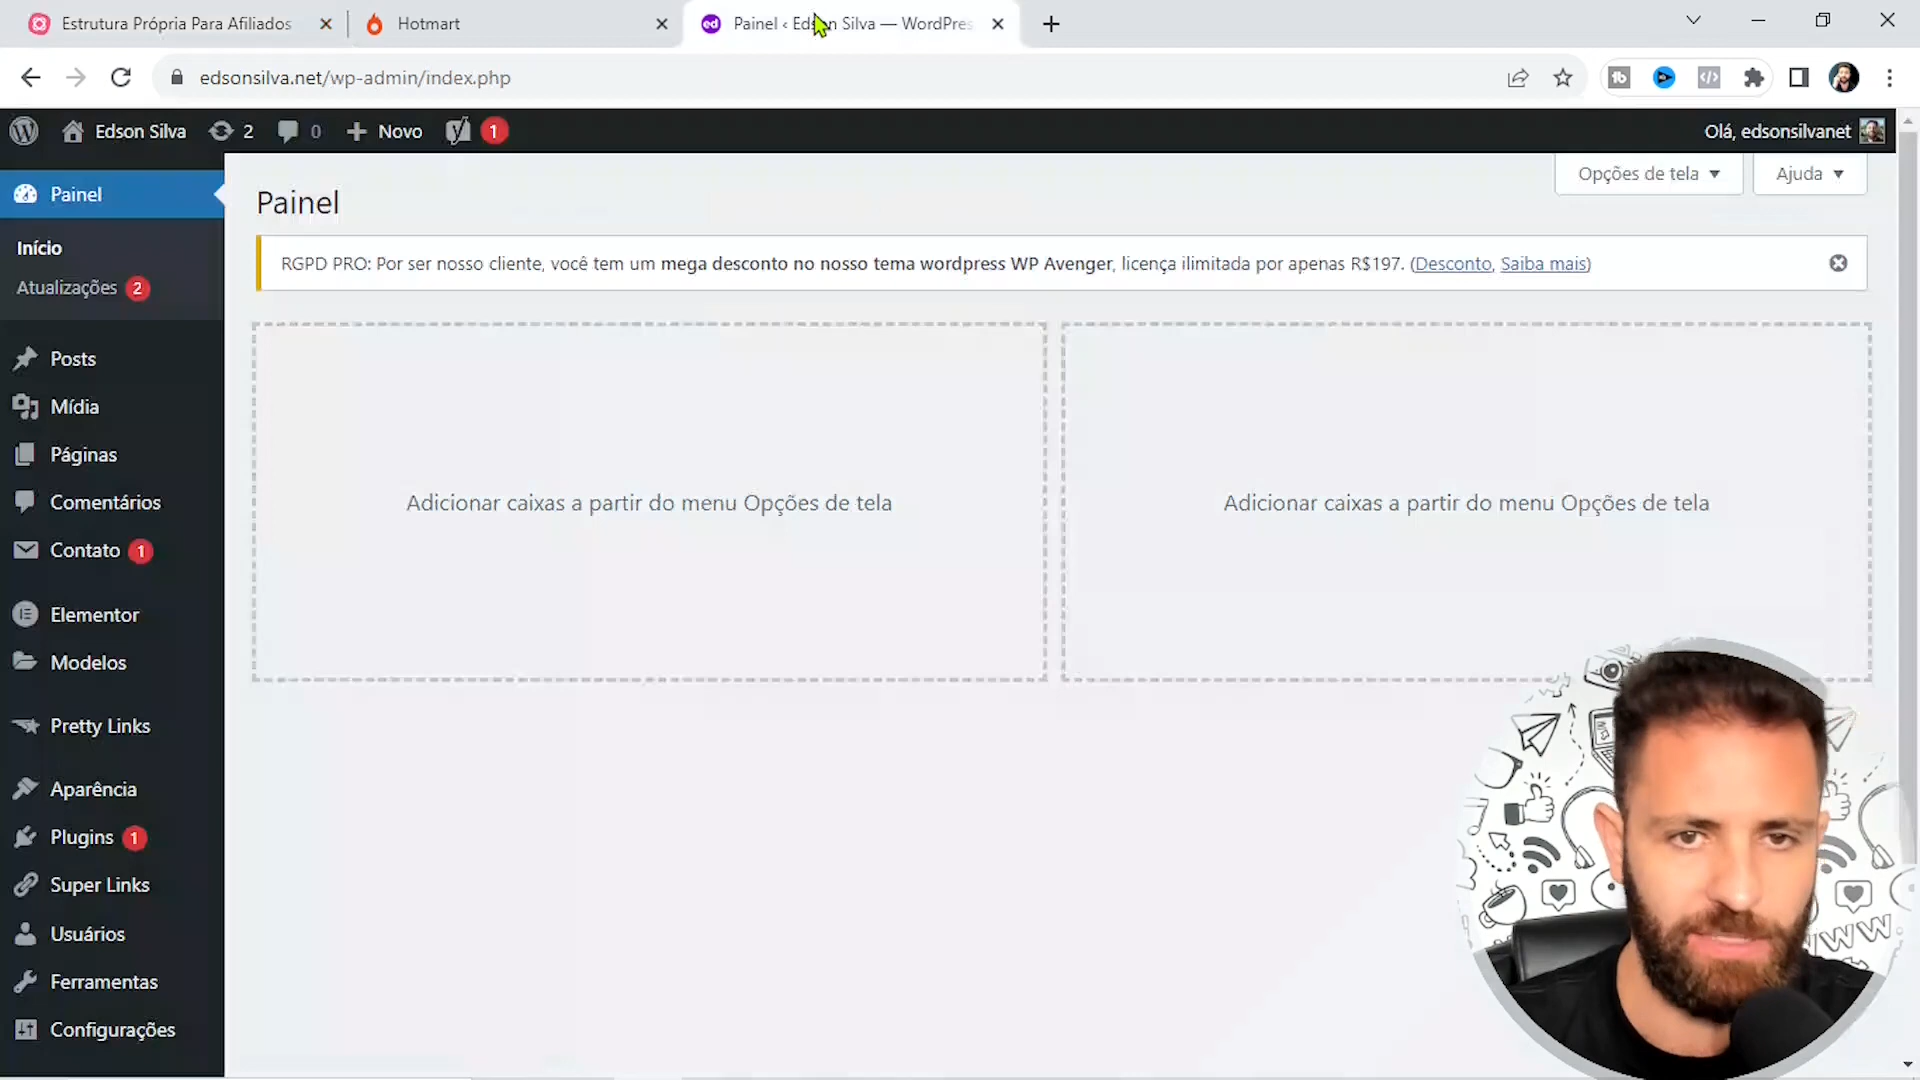 Estrutura Própria Para Afiliados
Hotmart
Painel ‹ Edson Silva — WordPres
edsonsilva.net/wp-admin/index.php
Edson Silva
2
0
Novo
1
Olá, edsonsilvanet
Painel
Início
Atualizações 2
Posts
Mídia
Páginas
Comentários
Contato 1
Elementor
Modelos
Pretty Links
Aparência
Plugins 1
Super Links
Usuários
Ferramentas
Configurações
Opções de tela
Ajuda
Painel
RGPD PRO: Por ser nosso cliente, você tem um mega desconto no nosso tema wordpress WP Avenger, licença ilimitada por apenas R$197. (Desconto, Saiba mais)
Adicionar caixas a partir do menu Opções de tela
Adicionar caixas a partir do menu Opções de tela
WWW